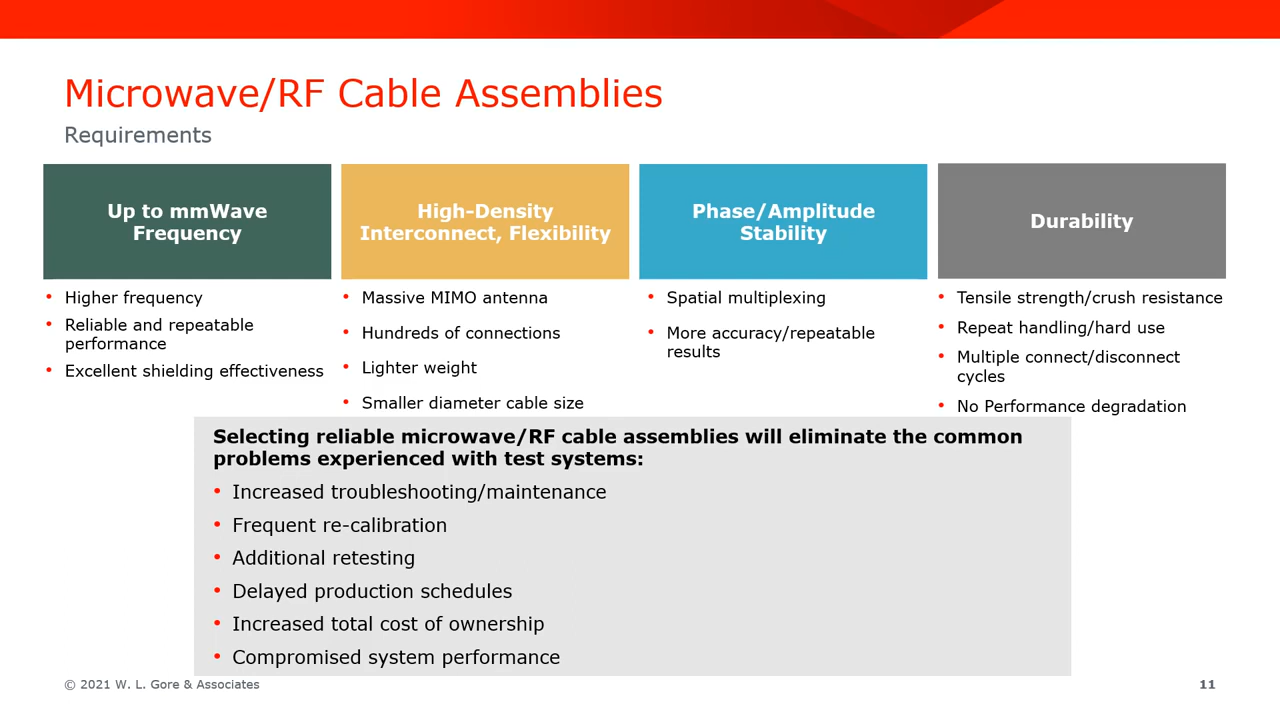 Microwave/RF Cable Assemblies
Requirements
Up to mmWave
Frequency
• Higher frequency
• Reliable and repeatable
performance
• Excellent shielding effectiveness
High-Density
Interconnect, Flexibility
• Massive MIMO antenna
• Hundreds of connections
• Lighter weight
• Smaller diameter cable size
Phase/Amplitude
Stability
• Spatial multiplexing
• More accuracy/repeatable
results
Durability
• Tensile strength/crush resistance
• Repeat handling/hard use
• Multiple connect/disconnect
cycles
• No Performance degradation
Selecting reliable microwave/RF cable assemblies will eliminate the common
problems experienced with test systems:
• Increased troubleshooting/maintenance
• Frequent re-calibration
• Additional retesting
• Delayed production schedules
• Increased total cost of ownership
• Compromised system performance
© 2021 W. L. Gore & Associates
11